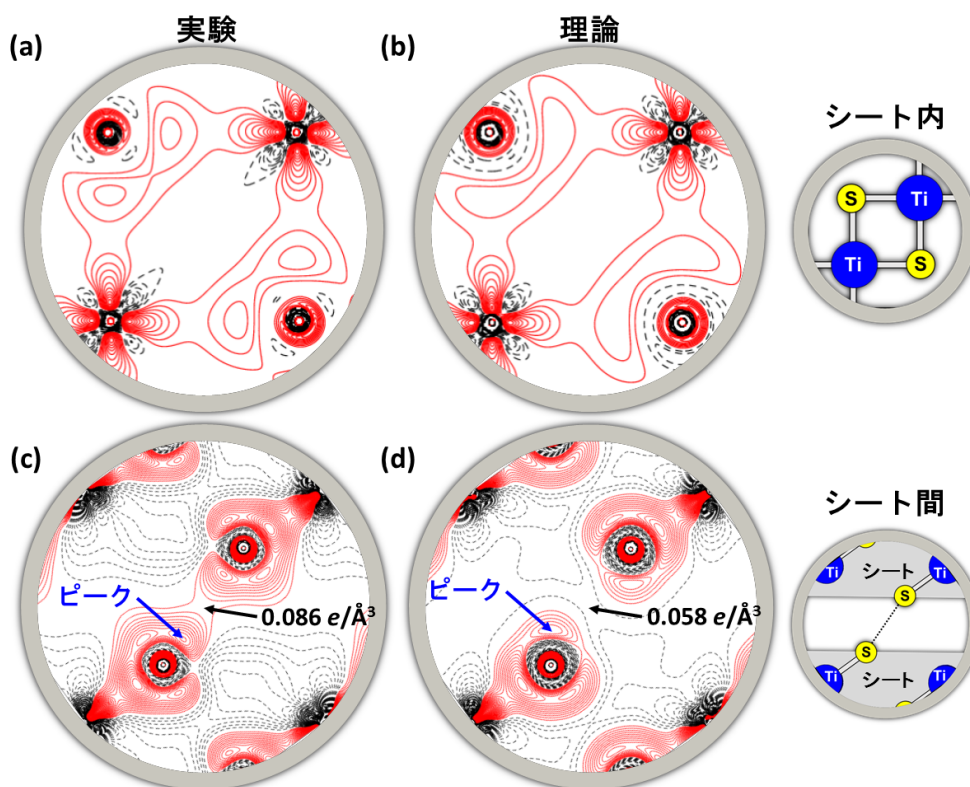 実験
理論
(a)
(b)
シート内
S
Ti
Ti
S
(c)
(d)
シート間
ピーク
0.086 e/Å³
ピーク
0.058 e/Å³
Ti
シート
Ti
S
S
Ti
シート
Ti